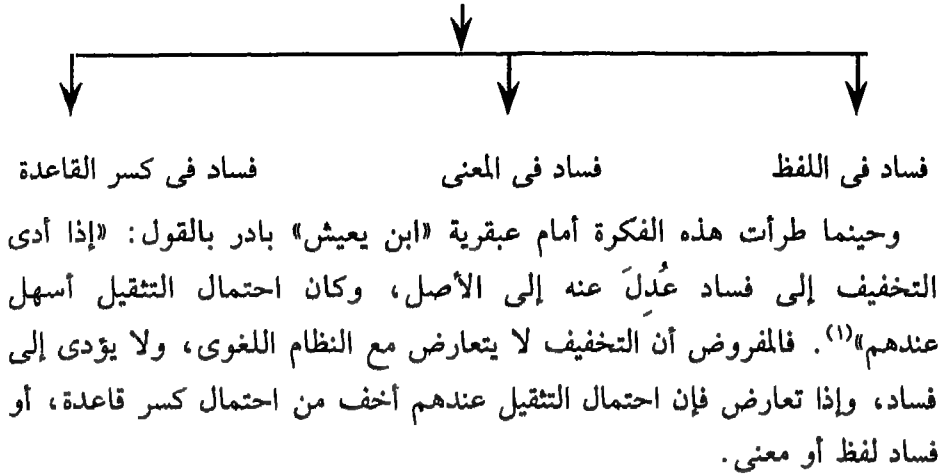 فساد فى اللفظ فساد فى المعنى فساد فى كسر القاعدة
وحينما طرأت هذه الفكرة أمام عبقرية «ابن يعيش» بادر بالقول: «إذا أدى
التخفيف إلى فساد عُدِلَ عنه إلى الأصل، وكان احتمال التثقيل أسهل
عندهم»(١). فالمفروض أن التخفيف لا يتعارض مع النظام اللغوى، ولا يؤدى إلى
فساد، وإذا تعارض فإن احتمال التثقيل عندهم أخف من احتمال كسر قاعدة، أو
فساد لفظ أو معنى.